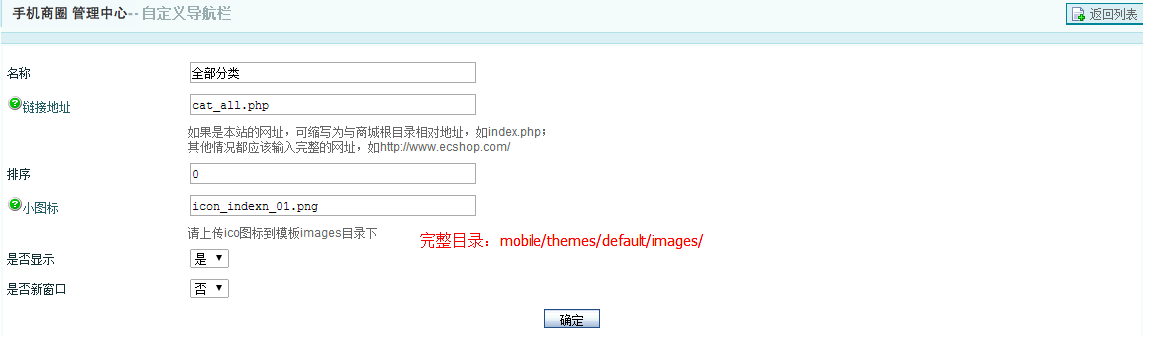 手机商圈 管理中心-- 自定义导航栏
返回列表
名称
全部分类
链接地址
cat_all.php
如果是本站的网址，可缩写为与商城根目录相对地址，如index.php；
其他情况都应该输入完整的网址，如http://www.ecshop.com/
排序
0
小图标
icon_indexn_01.png
请上传ico图标到模板images目录下
完整目录：mobile/themes/default/images/
是否显示
是
是否新窗口
否
确定